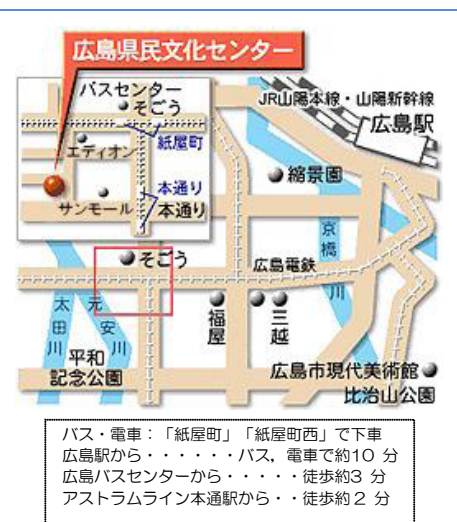 広島県民文化センター
バスセンター
そごう
紙屋町
エディオン
本通り
本通り
サンモール
JR山陽本線・山陽新幹線
広島駅
縮景園
京橋川
そごう
広島電鉄
太田川
元安川
福屋
三越
平和
記念公園
広島市現代美術館
比治山公園
バス・電車：「紙屋町」「紙屋町西」で下車
広島駅から・・・・・・バス，電車で約10 分
広島バスセンターから・・・・・徒歩約3 分
アストラムライン本通駅から・・徒歩約２ 分